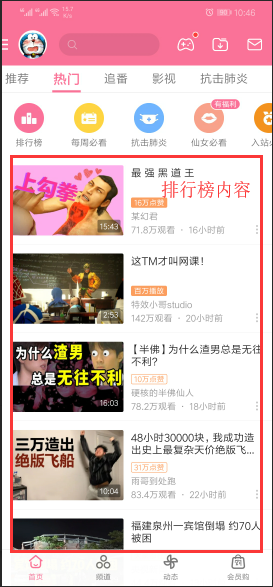 10:46
推荐 热门 追番 影视 抗击肺炎
有福利
排行榜 每周必看 抗击肺炎 仙女必看 入站必
上勾拳
15:43
最强黑道王
排行榜内容
16万点赞
某幻君
71.8万观看 · 16小时前
2:53
这TM才叫网课!
百万播放
特效小哥studio
142万观看 · 20小时前
为什么渣男
总是无往不利
16:03
【半佛】为什么渣男总是无往
不利?
10万点赞
硬核的半佛仙人
78.2万观看 · 18小时前
三万造出
绝版飞船
10:04
48小时30000块,我成功造
出史上最复杂天价绝版飞...
31万点赞
雨哥到处跑
83.4万观看 · 22小时前
福建泉州一宾馆倒塌 约70人
被困
首页 频道 动态 会员购